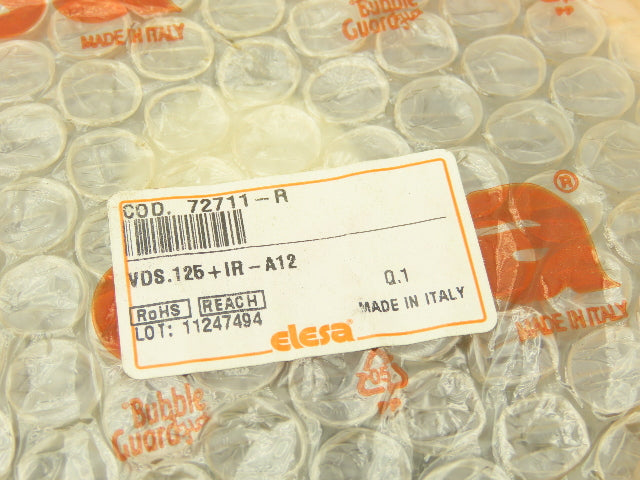 MADE IN ITALY
"Bubble
Guard
COD. 72711-R
VDS.125+IR-A12
Q.1
RoHS REACH
MADE IN ITALY
LOT: 11247494
elesa®
®
MADE IN ITALY
"Bubble
Guard
05